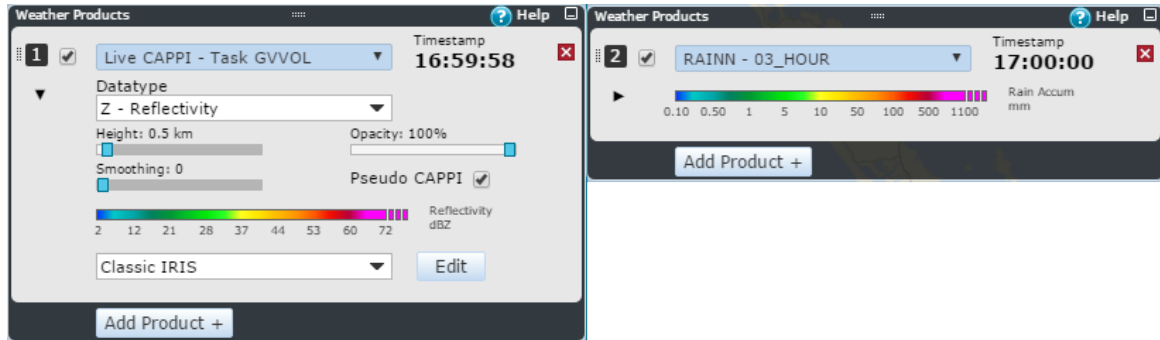 Weather Products
Help
1
Live CAPPI - Task GVVOL
Timestamp
16:59:58
Datatype
Z - Reflectivity
Height: 0.5 km
Opacity: 100%
Smoothing: 0
Pseudo CAPPI
Reflectivity
dBZ
2 12 21 28 37 44 53 60 72
Classic IRIS
Edit
Add Product +
Weather Products
Help
2
RAINN - 03_HOUR
Timestamp
17:00:00
Rain Accum
mm
0.10 0.50 1 5 10 50 100 500 1100
Add Product +